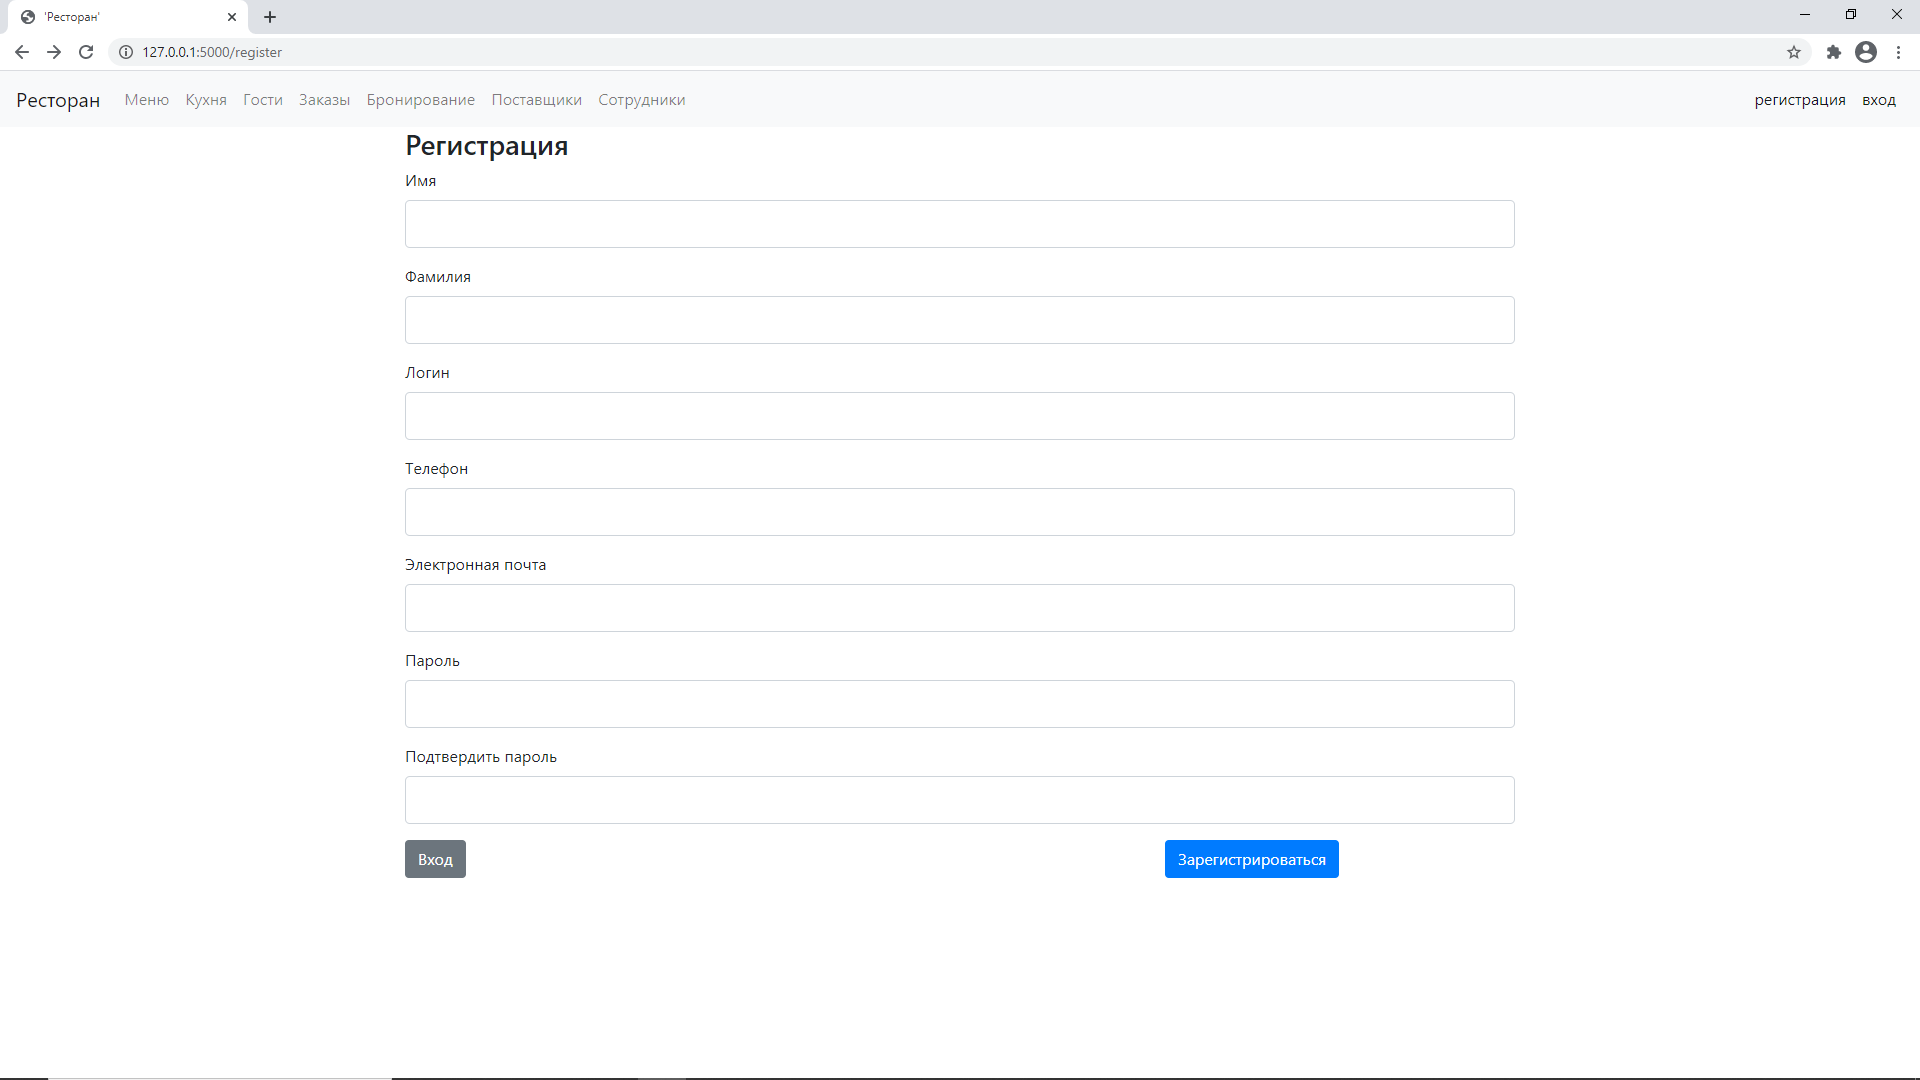 'Ресторан'
127.0.0.1:5000/register
Ресторан Меню Кухня Гости Заказы Бронирование Поставщики Сотрудники регистрация вход
Регистрация
Имя
Фамилия
Логин
Телефон
Электронная почта
Пароль
Подтвердить пароль
Вход Зарегистрироваться